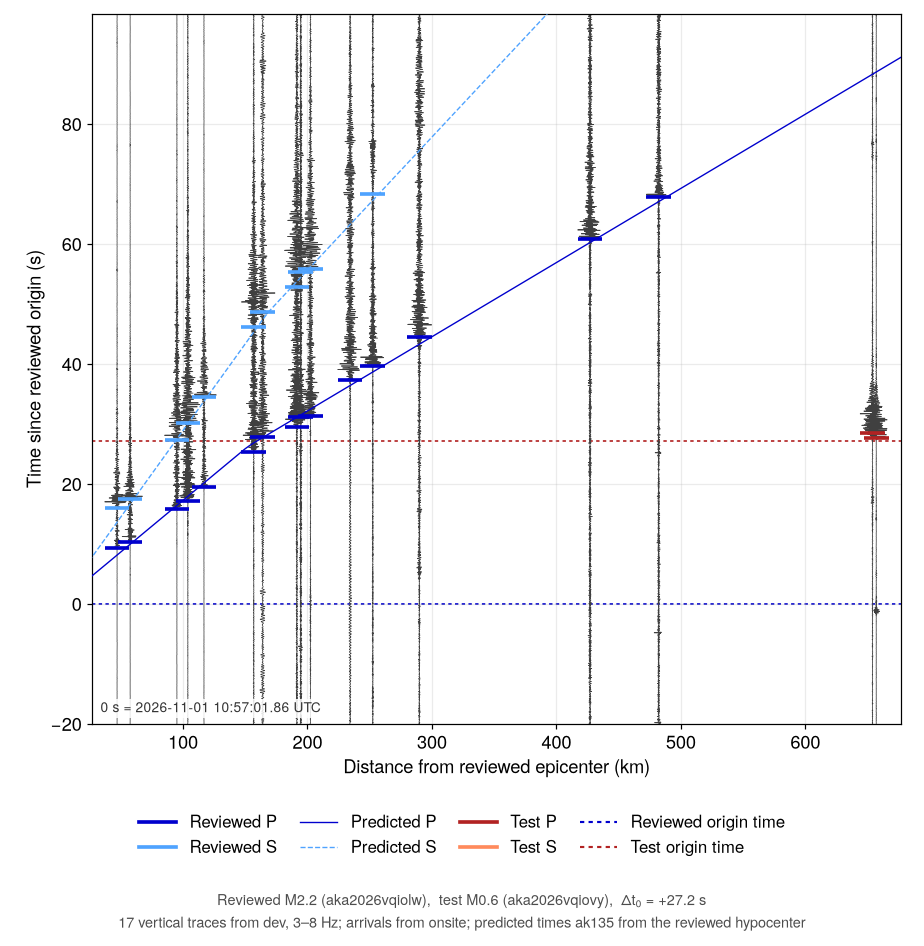 Time since reviewed origin (s)
80
60
40
20
0
−20
0 s = 2026-11-01 10:57:01.86 UTC
100 200 300 400 500 600
Distance from reviewed epicenter (km)
Reviewed P Predicted P Test P Reviewed origin time
Reviewed S Predicted S Test S Test origin time
Reviewed M2.2 (aka2026vqiolw), test M0.6 (aka2026vqiovy), Δt₀ = +27.2 s
17 vertical traces from dev, 3–8 Hz; arrivals from onsite; predicted times ak135 from the reviewed hypocenter